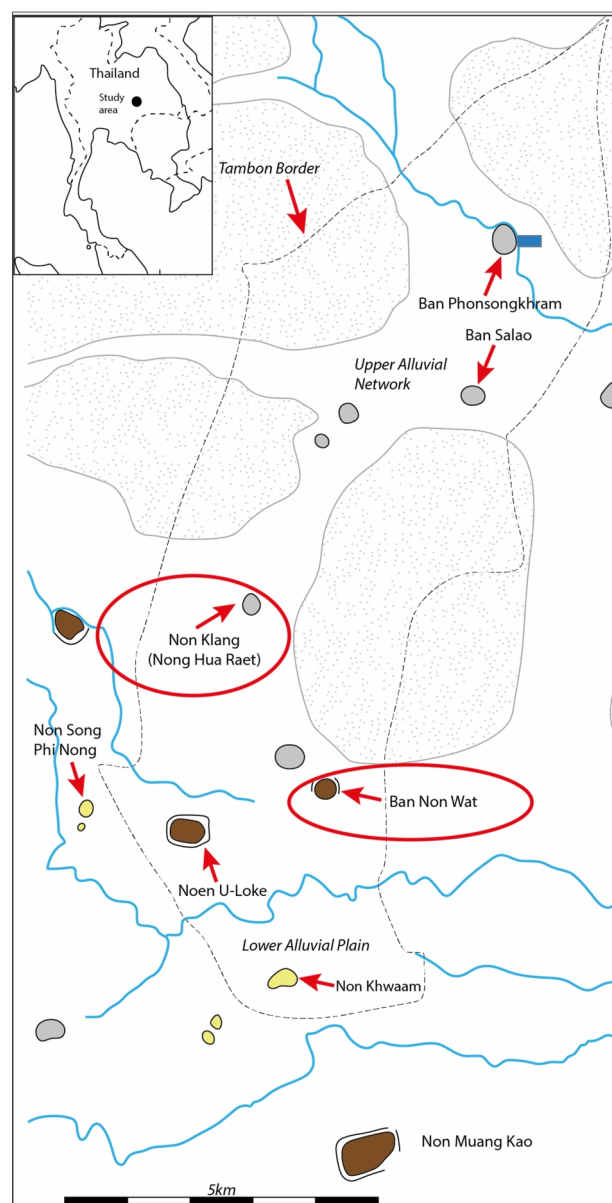 Thailand
Study
area
Tambon Border
Ban Phonsongkhram
Ban Salao
Upper Alluvial
Network
Non Klang
(Nong Hua Raet)
Non Song
Phi Nong
Ban Non Wat
Noen U-Loke
Lower Alluvial Plain
Non Khwaam
Non Muang Kao
5km